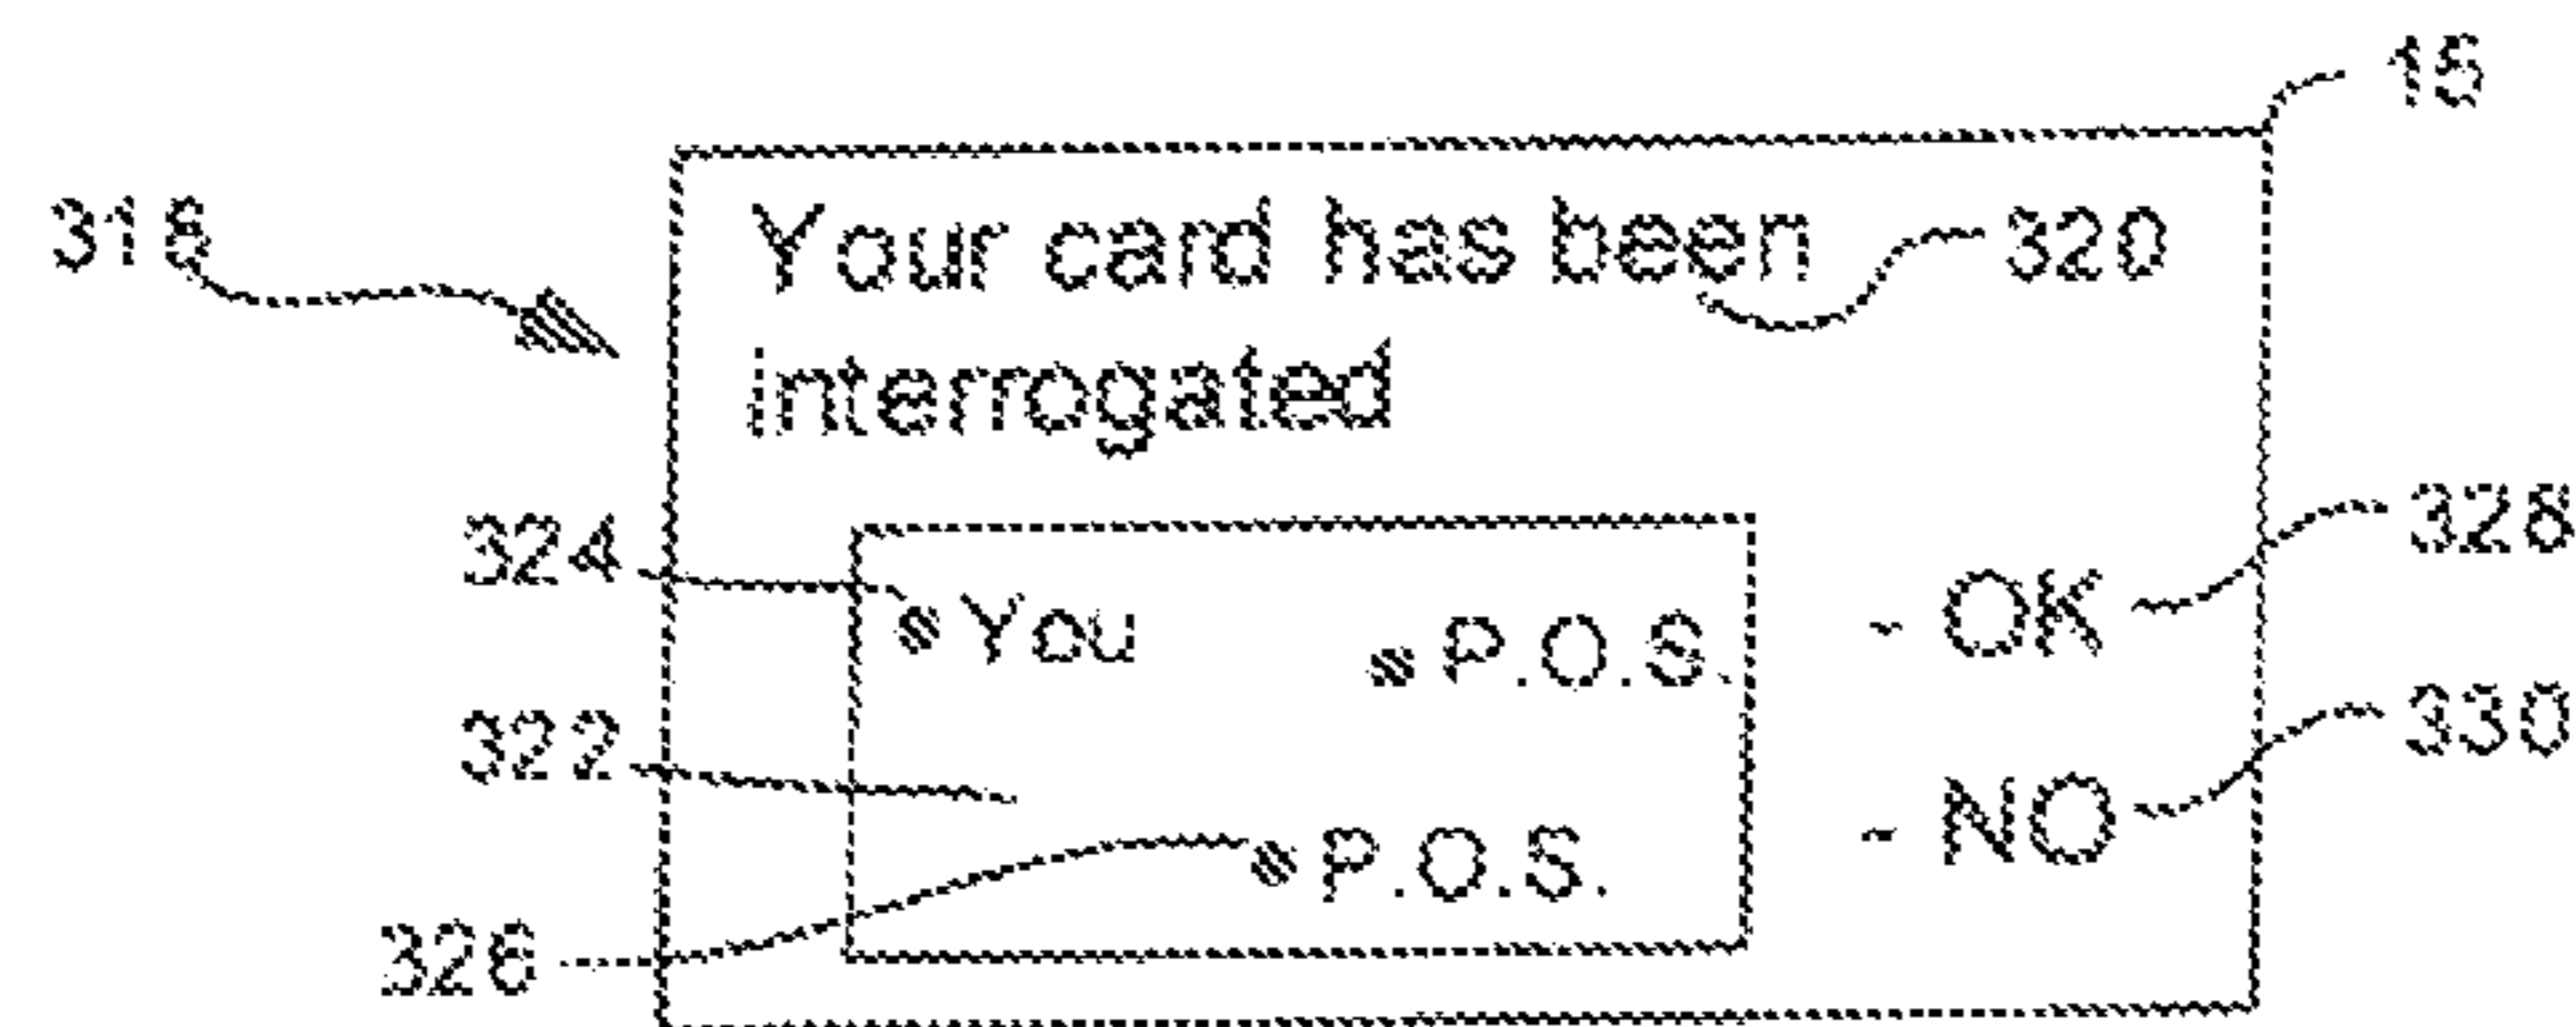 15
318
Your card has been
320
interrogated
324
328
You
P.O.S.
- OK
322
330
P.O.S.
- NO
326